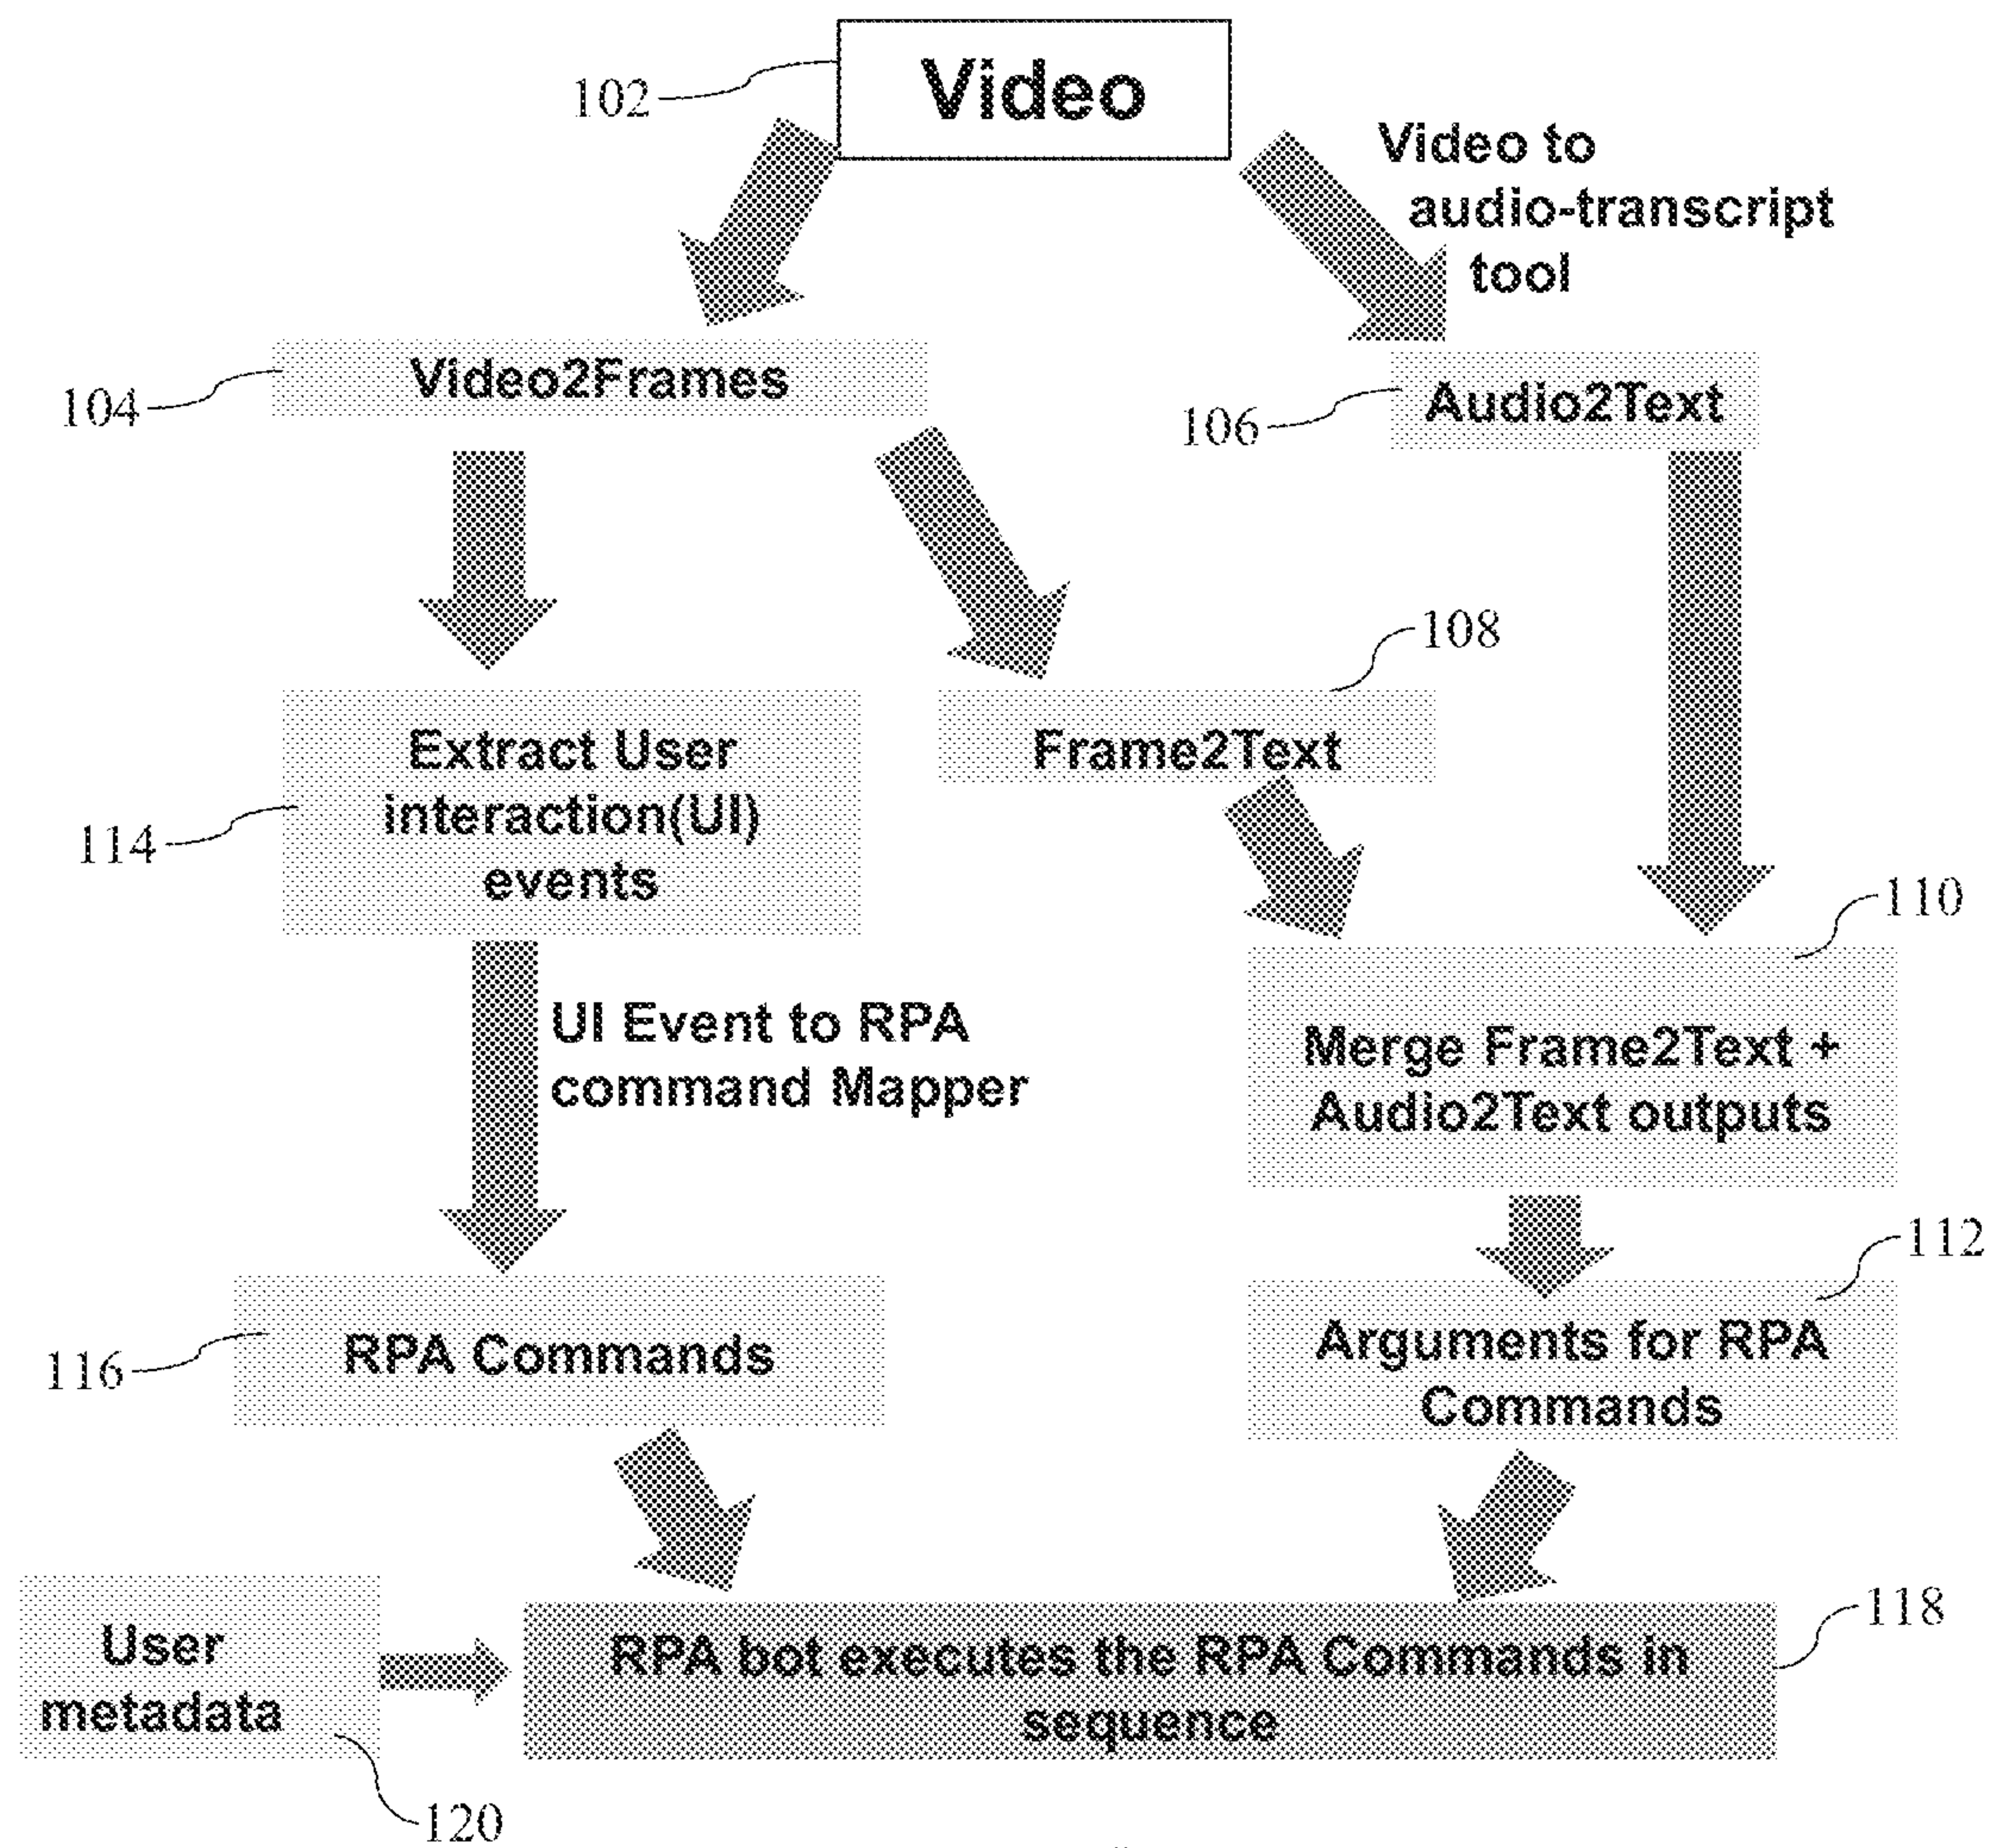 Video
102
Video to
audio-transcript
tool
Video2Frames
104
Audio2Text
106
108
Extract User
interaction(UI)
events
114
Frame2Text
110
UI Event to RPA
command Mapper
Merge Frame2Text +
Audio2Text outputs
112
RPA Commands
116
Arguments for RPA
Commands
118
User
metadata
RPA bot executes the RPA Commands in
sequence
120